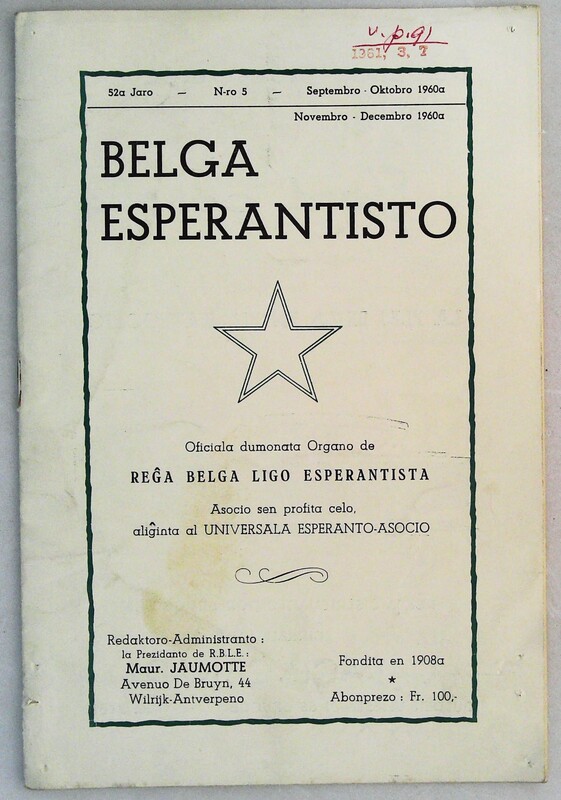 v. p. 91
1361, 3. 7
52a Jaro — N-ro 5 — Septembro - Oktobro 1960a
Novembro - Decembro 1960a
BELGA
ESPERANTISTO
Oficiala dumonata Organo de
REĜA BELGA LIGO ESPERANTISTA
Asocio sen profita celo,
aliĝinta al UNIVERSALA ESPERANTO-ASOCIO
Redaktoro-Administranto :
la Prezidanto de R.B.L.E.:
Maur. JAUMOTTE
Avenuo De Bruyn, 44
Wilrijk-Antverpeno
Fondita en 1908a
★
Abonprezo : Fr. 100,-